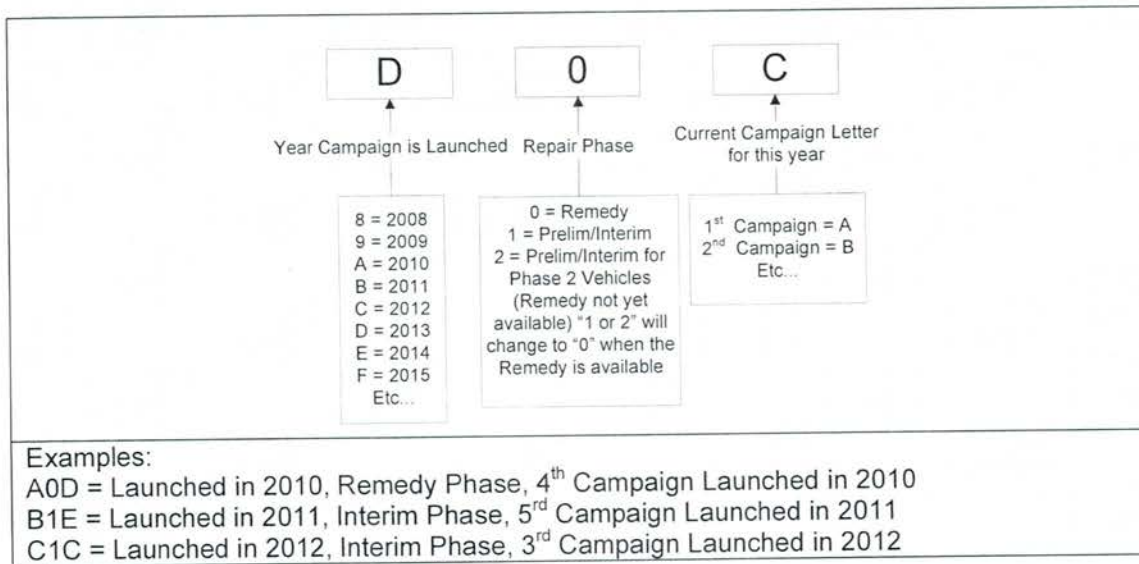 D 0 C
Year Campaign is Launched Repair Phase Current Campaign Letter
for this year
8 = 2008
9 = 2009
A = 2010
B = 2011
C = 2012
D = 2013
E = 2014
F = 2015
Etc...
0 = Remedy
1 = Prelim/Interim
2 = Prelim/Interim for
Phase 2 Vehicles
(Remedy not yet
available) “1 or 2” will
change to “0” when the
Remedy is available
1st Campaign = A
2nd Campaign = B
Etc...
Examples:
A0D = Launched in 2010, Remedy Phase, 4th Campaign Launched in 2010
B1E = Launched in 2011, Interim Phase, 5rd Campaign Launched in 2011
C1C = Launched in 2012, Interim Phase, 3rd Campaign Launched in 2012